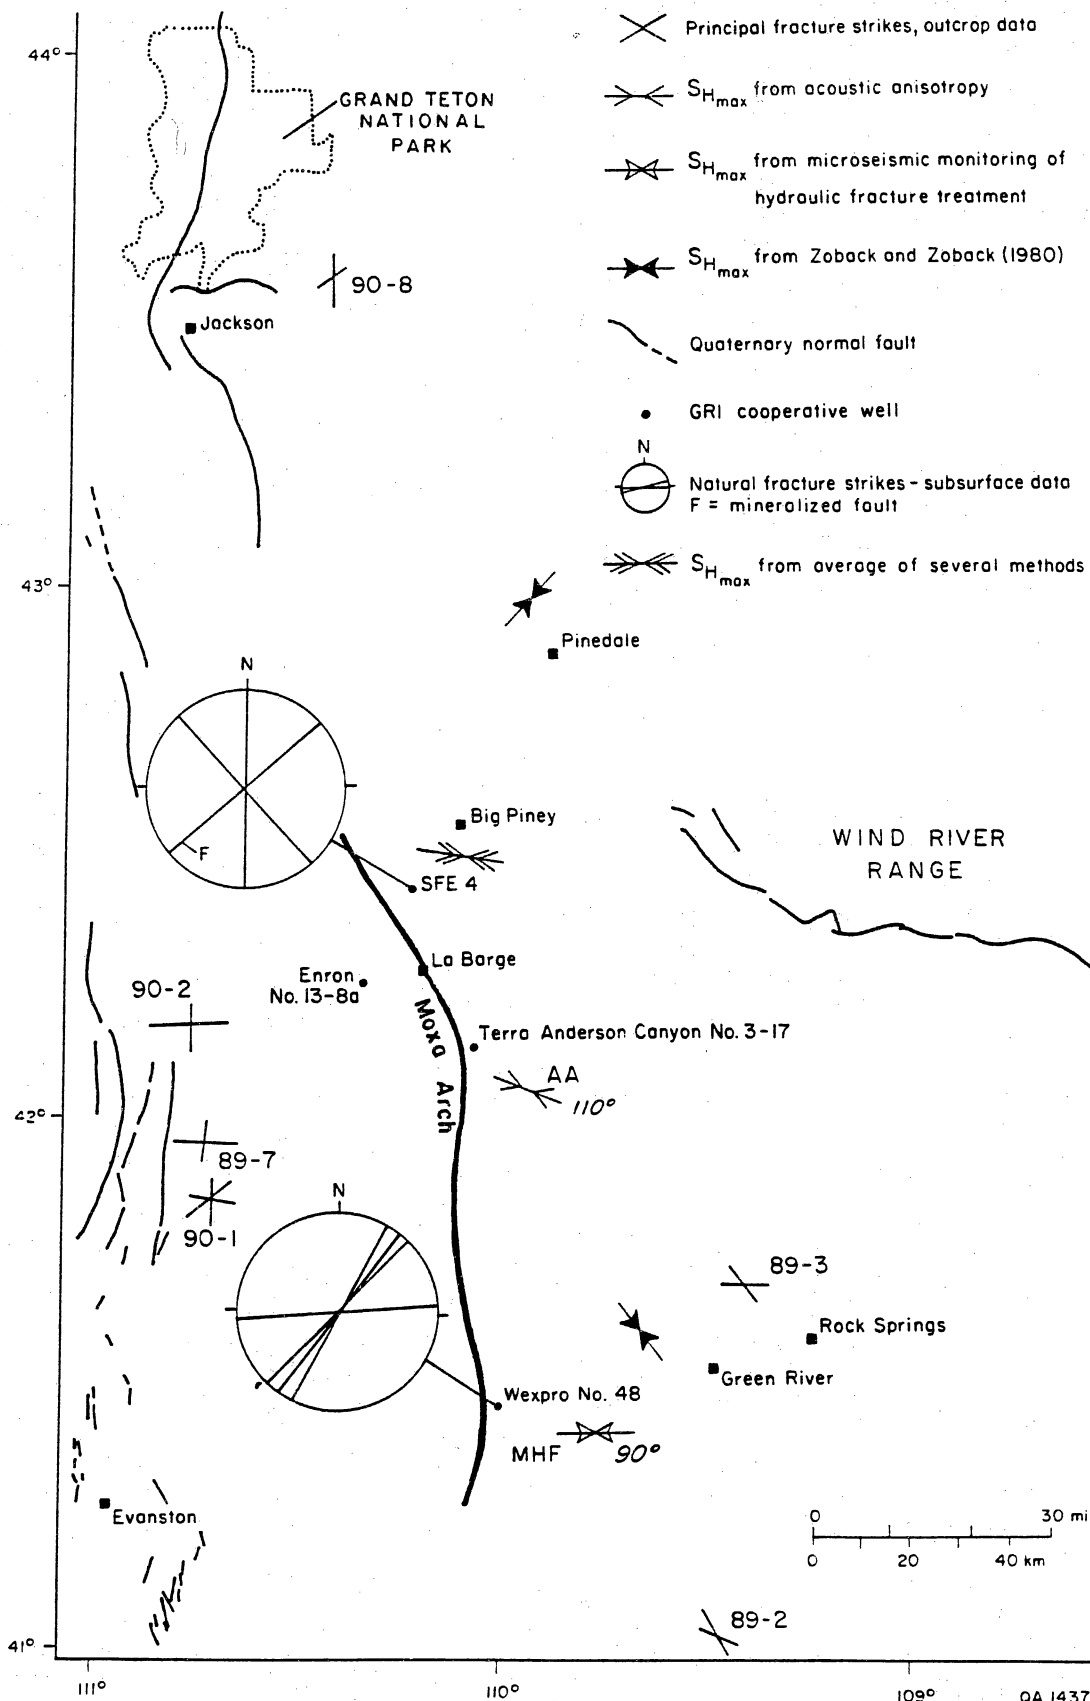 44°
GRAND TETON
NATIONAL
PARK
Principal fracture strikes, outcrop data
SHmax from acoustic anisotropy
SHmax from microseismic monitoring of
hydraulic fracture treatment
SHmax from Zoback and Zoback (1980)
Quaternary normal fault
GRI cooperative well
N
Natural fracture strikes - subsurface data
F = mineralized fault
SHmax from average of several methods
90-8
Jackson
43°
Pinedale
N
F
Big Piney
SFE 4
WIND RIVER
RANGE
La Barge
Enron
No. 13-8a
90-2
Moxa Arch
Terra Anderson Canyon No. 3-17
AA
110°
42°
89-7
90-1
N
89-3
Rock Springs
Green River
Wexpro No. 48
MHF
90°
Evanston
0 30 mi
0 20 40 km
89-2
41°
111°
110°
109°
QA 1437